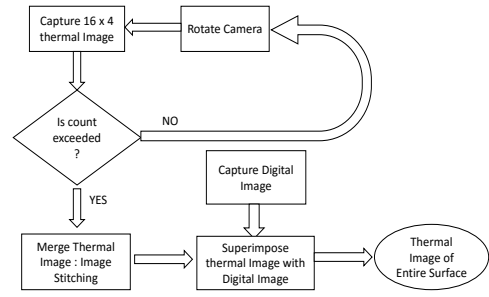 Capture 16 x 4
thermal Image
Rotate Camera
Is count
exceeded
?
NO
YES
Capture Digital
Image
Merge Thermal
Image : Image
Stitching
Superimpose
thermal Image with
Digital Image
Thermal
Image of
Entire Surface